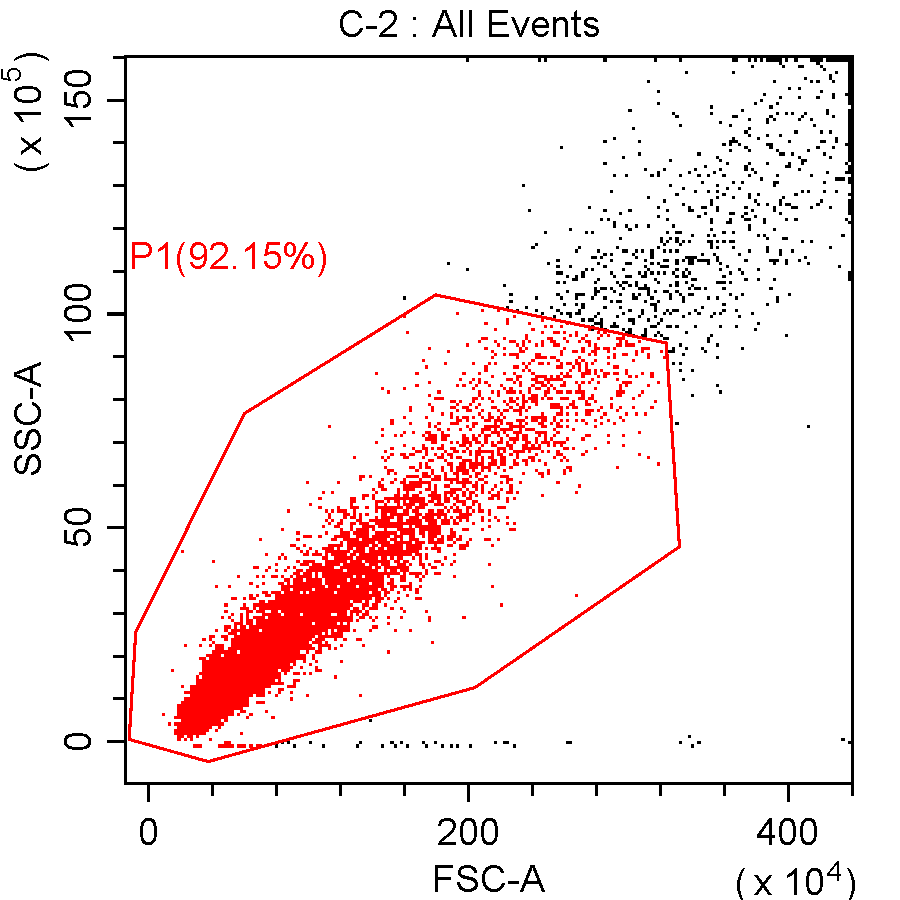 C-2 : All Events
(x 10⁵)
150
100
50
0
SSC-A
P1(92.15%)
0
200
400
FSC-A
(x 10⁴)